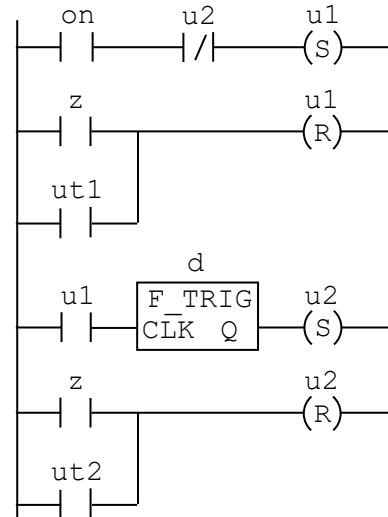 on u2 u1
/ S
z u1
R
ut1
d
u1 F_TRIG u2
CLK Q S
z u2
R
ut2